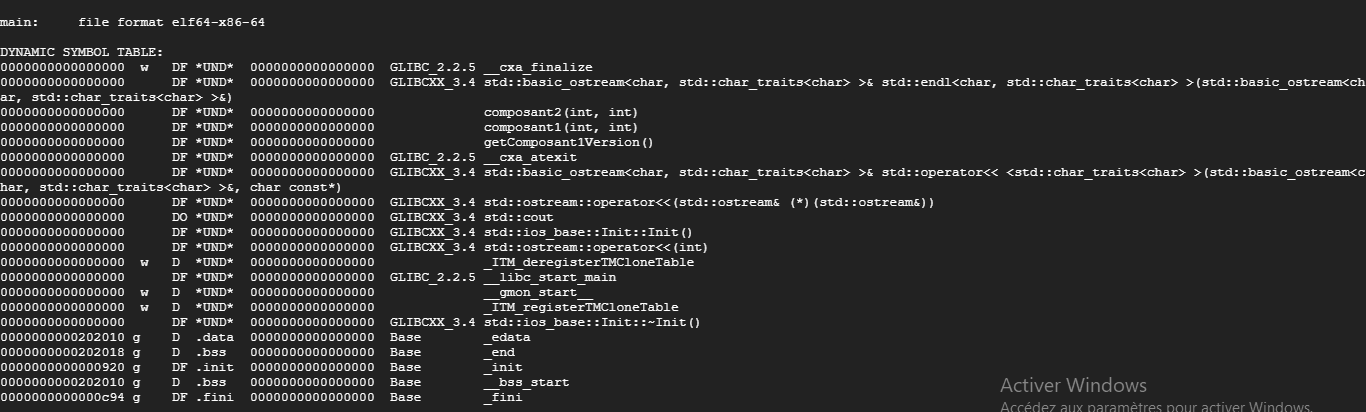 main:     file format elf64-x86-64
DYNAMIC SYMBOL TABLE:
0000000000000000  w   DF *UND*  0000000000000000  GLIBC_2.2.5 __cxa_finalize
0000000000000000      DF *UND*  0000000000000000  GLIBCXX_3.4 std::basic_ostream<char, std::char_traits<char> >& std::endl<char, std::char_traits<char> >(std::basic_ostream<ch
ar, std::char_traits<char> >&)
0000000000000000      DF *UND*  0000000000000000              composant2(int, int)
0000000000000000      DF *UND*  0000000000000000              composant1(int, int)
0000000000000000      DF *UND*  0000000000000000              getComposant1Version()
0000000000000000      DF *UND*  0000000000000000  GLIBC_2.2.5 __cxa_atexit
0000000000000000      DF *UND*  0000000000000000  GLIBCXX_3.4 std::basic_ostream<char, std::char_traits<char> >& std::operator<< <std::char_traits<char> >(std::basic_ostream<c
har, std::char_traits<char> >&, char const*)
0000000000000000      DF *UND*  0000000000000000  GLIBCXX_3.4 std::ostream::operator<<(std::ostream& (*)(std::ostream&))
0000000000000000      DO *UND*  0000000000000000  GLIBCXX_3.4 std::cout
0000000000000000      DF *UND*  0000000000000000  GLIBCXX_3.4 std::ios_base::Init::Init()
0000000000000000      DF *UND*  0000000000000000  GLIBCXX_3.4 std::ostream::operator<<(int)
0000000000000000  w   D  *UND*  0000000000000000              _ITM_deregisterTMCloneTable
0000000000000000      DF *UND*  0000000000000000  GLIBC_2.2.5 __libc_start_main
0000000000000000  w   D  *UND*  0000000000000000              __gmon_start__
0000000000000000  w   D  *UND*  0000000000000000              _ITM_registerTMCloneTable
0000000000000000      DF *UND*  0000000000000000  GLIBCXX_3.4 std::ios_base::Init::~Init()
0000000000202010 g    D  .data  0000000000000000  Base        _edata
0000000000202018 g    D  .bss   0000000000000000  Base        _end
0000000000000920 g    DF .init  0000000000000000  Base        _init
0000000000202010 g    D  .bss   0000000000000000  Base        __bss_start
0000000000000c94 g    DF .fini  0000000000000000  Base        _fini
Activer Windows
Accédez aux paramètres pour activer Windows.